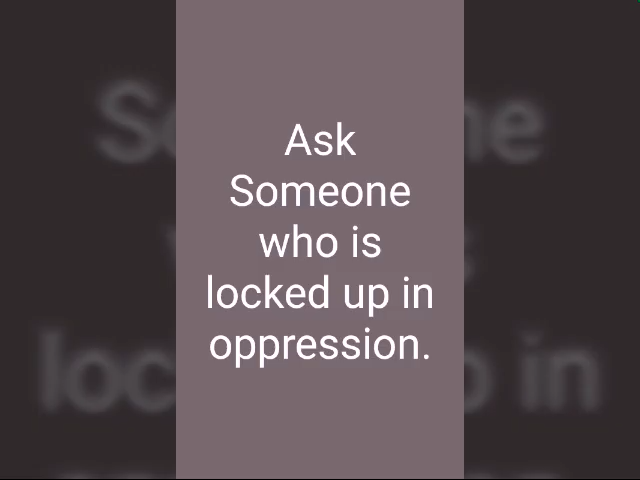 Ask
Someone
who is
locked up in
oppression.